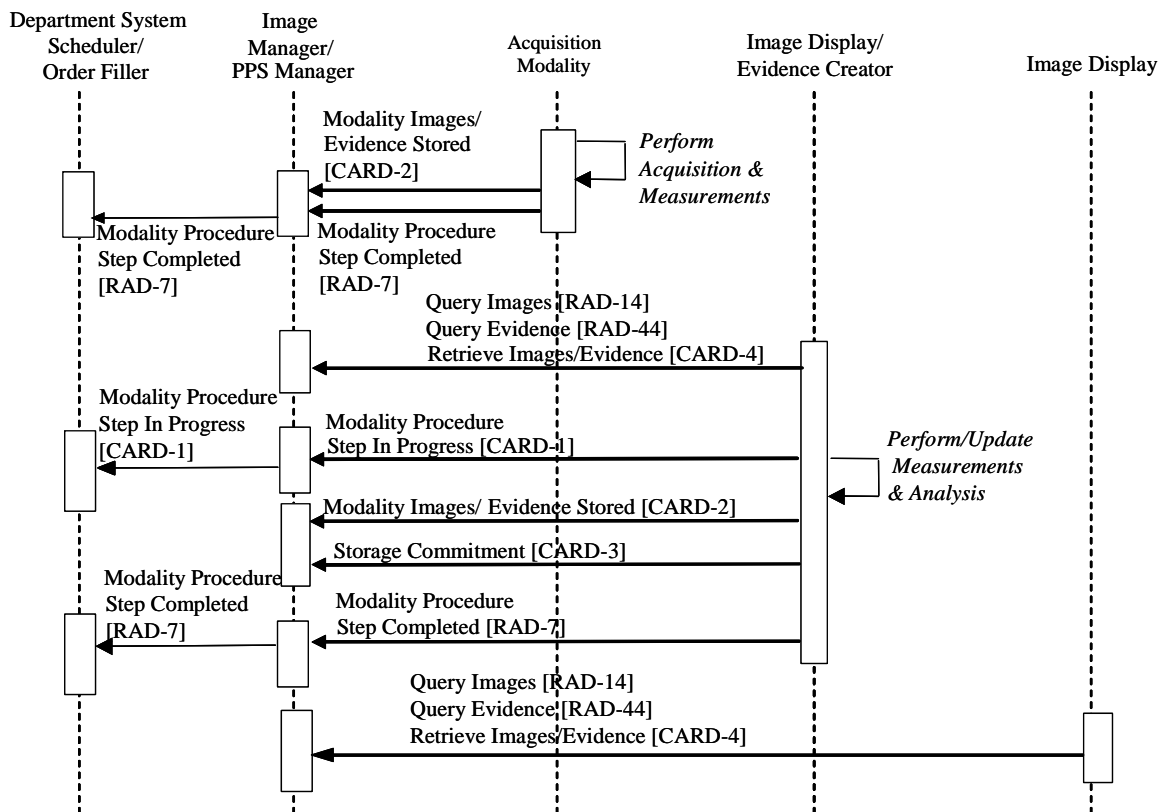 Department System
Scheduler/
Order Filler
Image
Manager/
PPS Manager
Acquisition
Modality
Image Display/
Evidence Creator
Image Display
Modality Images/
Evidence Stored
[CARD-2]
Perform
Acquisition &
Measurements
Modality Procedure
Step Completed
[RAD-7]
Modality Procedure
Step Completed
[RAD-7]
Query Images [RAD-14]
Query Evidence [RAD-44]
Retrieve Images/Evidence [CARD-4]
Modality Procedure
Step In Progress
[CARD-1]
Modality Procedure
Step In Progress [CARD-1]
Perform/Update
Measurements
& Analysis
Modality Images/ Evidence Stored [CARD-2]
Storage Commitment [CARD-3]
Modality Procedure
Step Completed
[RAD-7]
Modality Procedure
Step Completed [RAD-7]
Query Images [RAD-14]
Query Evidence [RAD-44]
Retrieve Images/Evidence [CARD-4]